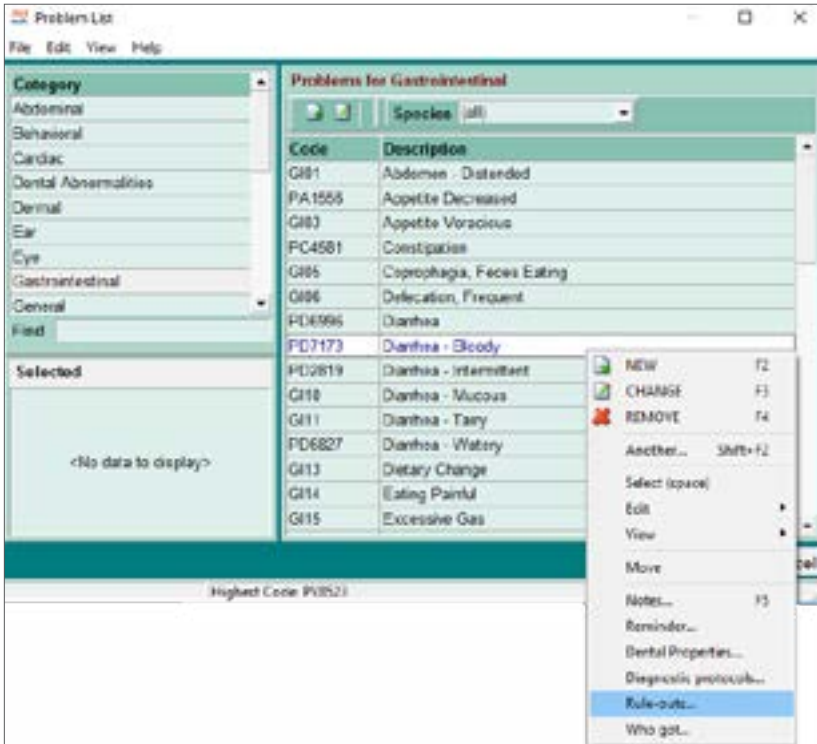 Problem List
File Edit View Help
Category
Abdominal
Behavioral
Cardiac
Dental Abnormalities
Dermal
Ear
Eye
Gastrointestinal
General
Find
Selected
<No data to display>
Problems for Gastrointestinal
Species (all)
Code Description
GI01 Abdomen - Distended
PA1556 Appetite Decreased
GI03 Appetite Voracious
PC4581 Constipation
GI05 Coprophagia, Feces Eating
GI06 Defecation, Frequent
PD6996 Diarrhea
PD7173 Diarrhea - Bloody
PD2819 Diarrhea - Intermittent
GI10 Diarrhea - Mucous
GI11 Diarrhea - Tarry
PD6827 Diarrhea - Watery
GI13 Dietary Change
GI14 Eating Painful
GI15 Excessive Gas
NEW F2
CHANGE F3
REMOVE F4
Another... Shift+F2
Select (space)
Edit
View
Move
Notes... F5
Reminder...
Dental Properties...
Diagnostic protocols...
Rule-outs...
Who got...
Highest Code: